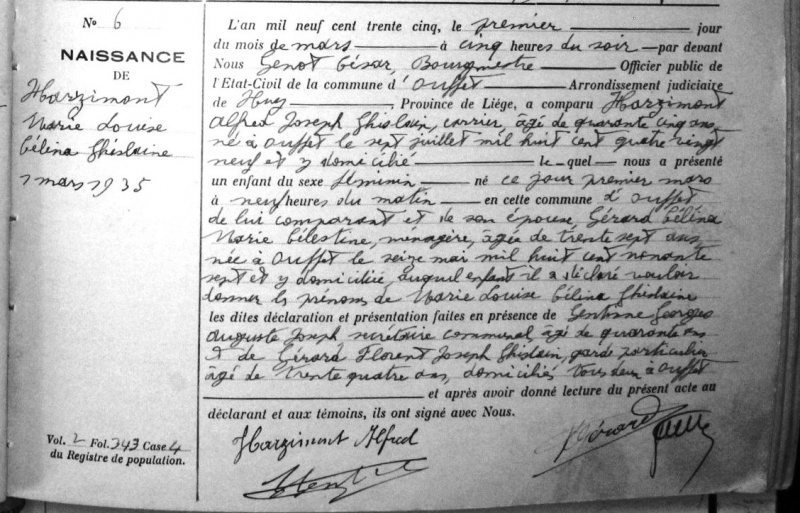 No 6
NAISSANCE
DE
Harzimont
Marie Louise
Célina Ghislaine
1 mars 1935
L'an mil neuf cent trente cinq, le premier jour
du mois de mars à cinq heures du soir par devant
Nous Genot César, Bourgmestre Officier public de
l'Etat-Civil de la commune d'Ouffet Arrondissement judiciaire
de Huy, Province de Liége, a comparu Harzimont
Alfred Joseph Ghislain, carrier, âgé de quarante cinq ans,
né à Ouffet le sept juillet mil huit cent quatre vingt
neuf et y domicilié le-quel nous a présenté
un enfant du sexe féminin né ce jour premier mars
à neuf heures du matin en cette commune d'Ouffet
de lui comparant et de son épouse, Gérard Célina
Marie Célestine, ménagère, âgée de trente sept ans
née à Ouffet le seize mai mil huit cent nonante
sept et y domiciliée, auquel enfant il a déclaré vouloir
donner les prénoms de Marie Louise Célina Ghislaine
les dites déclaration et présentation faites en présence de Georges
Auguste Joseph secrétaire communal, âgé de quarante ans
& de Gérard Florent Joseph Ghislain, garde particulier
âgé de trente quatre ans, domiciliés tous deux à Ouffet
et après avoir donné lecture du présent acte au
déclarant et aux témoins, ils ont signé avec Nous.
Harzimont Alfred
Gérard
Vol. 2 Fol. 243 Case 4
du Registre de population.